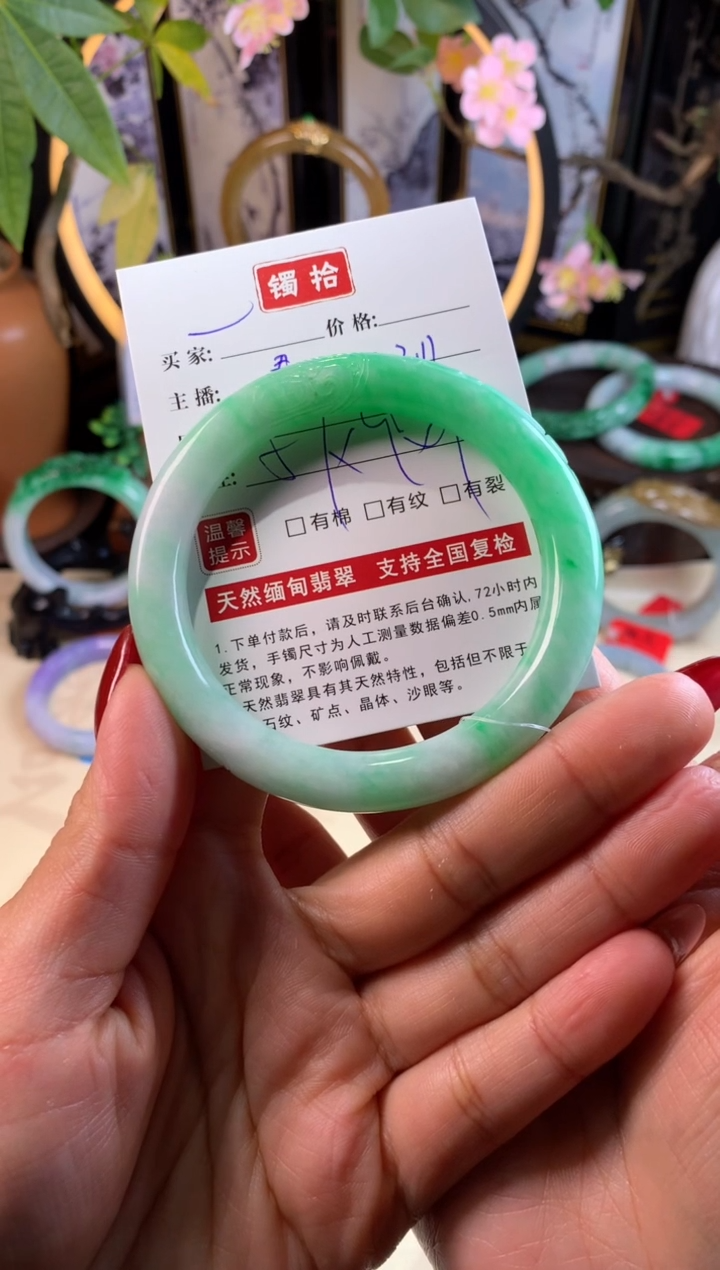 镯拾
买家:
价格:
主播:
温馨
提示
□有棉 □有纹 □有裂
天然缅甸翡翠 支持全国复检
1.下单付款后，请及时联系后台确认,72小时内
发货，手镯尺寸为人工测量数据偏差0.5mm内属
正常现象，不影响佩戴。
天然翡翠具有其天然特性，包括但不限于
石纹、矿点、晶体、沙眼等。